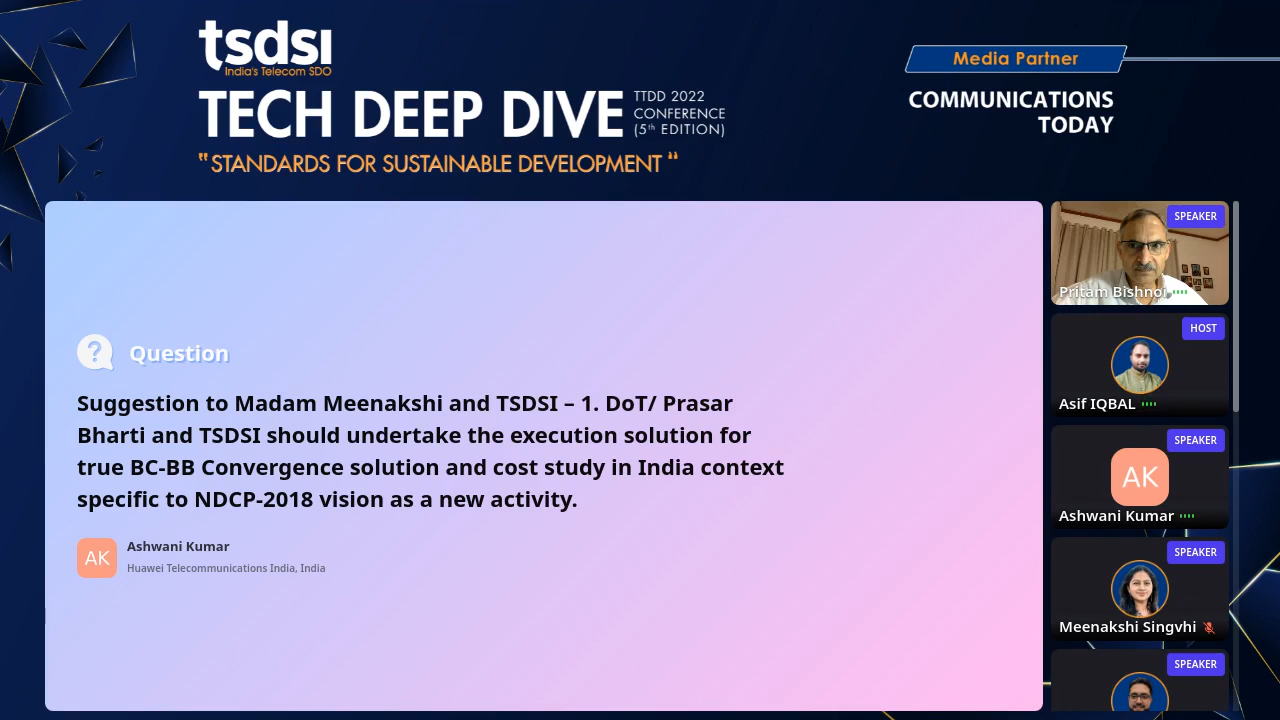 tsdsi
India's Telecom SDO
TECH DEEP DIVE
TTDD 2022
CONFERENCE
(5th EDITION)
"STANDARDS FOR SUSTAINABLE DEVELOPMENT"
Media Partner
COMMUNICATIONS
TODAY
Question
Suggestion to Madam Meenakshi and TSDSI – 1. DoT/ Prasar
Bharti and TSDSI should undertake the execution solution for
true BC-BB Convergence solution and cost study in India context
specific to NDCP-2018 vision as a new activity.
AK
Ashwani Kumar
Huawei Telecommunications India, India
SPEAKER
Pritam Bishnoi
HOST
Asif IQBAL
SPEAKER
AK
Ashwani Kumar
SPEAKER
Meenakshi Singvhi
SPEAKER